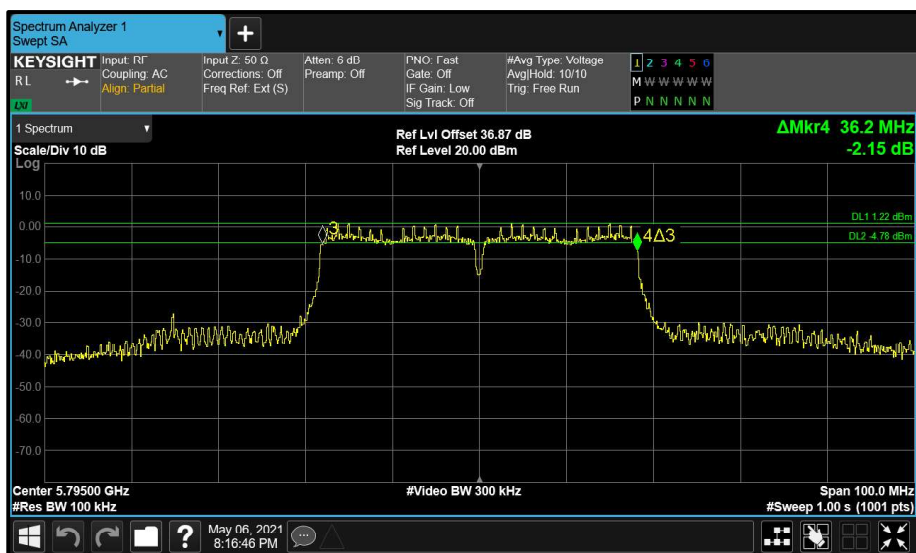 Spectrum Analyzer 1
Swept SA
+
KEYSIGHT Input: RF Input Z: 50 Ω Atten: 6 dB PNO: Fast #Avg Type: Voltage 1 2 3 4 5 6
R L Coupling: AC Corrections: Off Preamp: Off Gate: Off Avg|Hold: 10/10 M W W W W W
Align: Partial Freq Ref: Ext (S) IF Gain: Low Trig: Free Run
LXI Sig Track: Off P N N N N N
1 Spectrum
Ref Lvl Offset 36.87 dB ΔMkr4 36.2 MHz
Scale/Div 10 dB Ref Level 20.00 dBm -2.15 dB
Log
10.0
DL1 1.22 dBm
0.00
3
4Δ3
DL2 -4.78 dBm
-10.0
-20.0
-30.0
-40.0
-50.0
-60.0
-70.0
Center 5.79500 GHz #Video BW 300 kHz Span 100.0 MHz
#Res BW 100 kHz #Sweep 1.00 s (1001 pts)
? May 06, 2021
8:16:46 PM